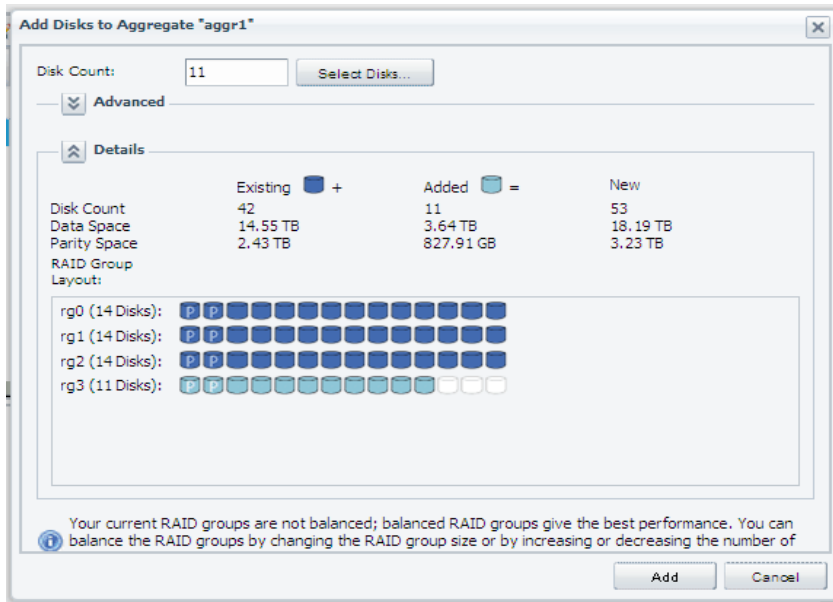 Add Disks to Aggregate "aggr1"
Disk Count: 11 Select Disks...
Advanced
Details
Existing + Added = New
Disk Count 42 11 53
Data Space 14.55 TB 3.64 TB 18.19 TB
Parity Space 2.43 TB 827.91 GB 3.23 TB
RAID Group
Layout:
rg0 (14 Disks): P P
rg1 (14 Disks): P P
rg2 (14 Disks): P P
rg3 (11 Disks): P P
Your current RAID groups are not balanced; balanced RAID groups give the best performance. You can
balance the RAID groups by changing the RAID group size or by increasing or decreasing the number of
Add Cancel